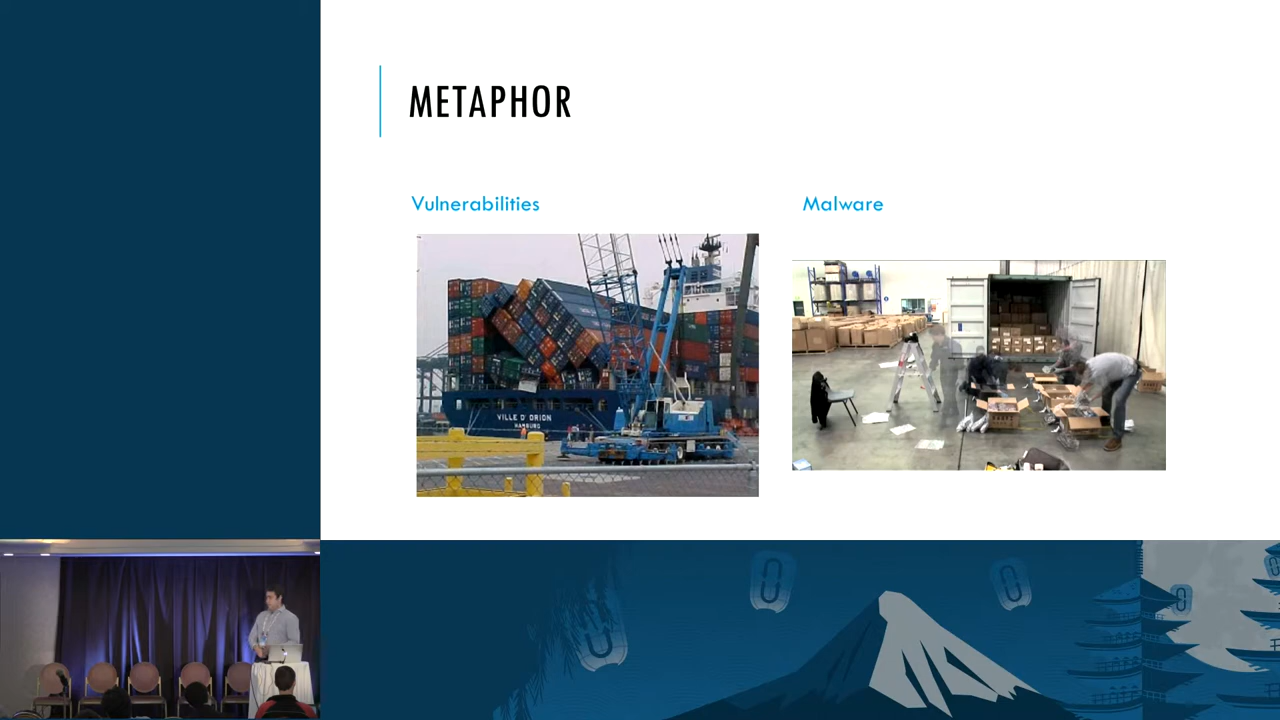 METAPHOR
Vulnerabilities
Malware
VILLE D' ORION
HAMBURG